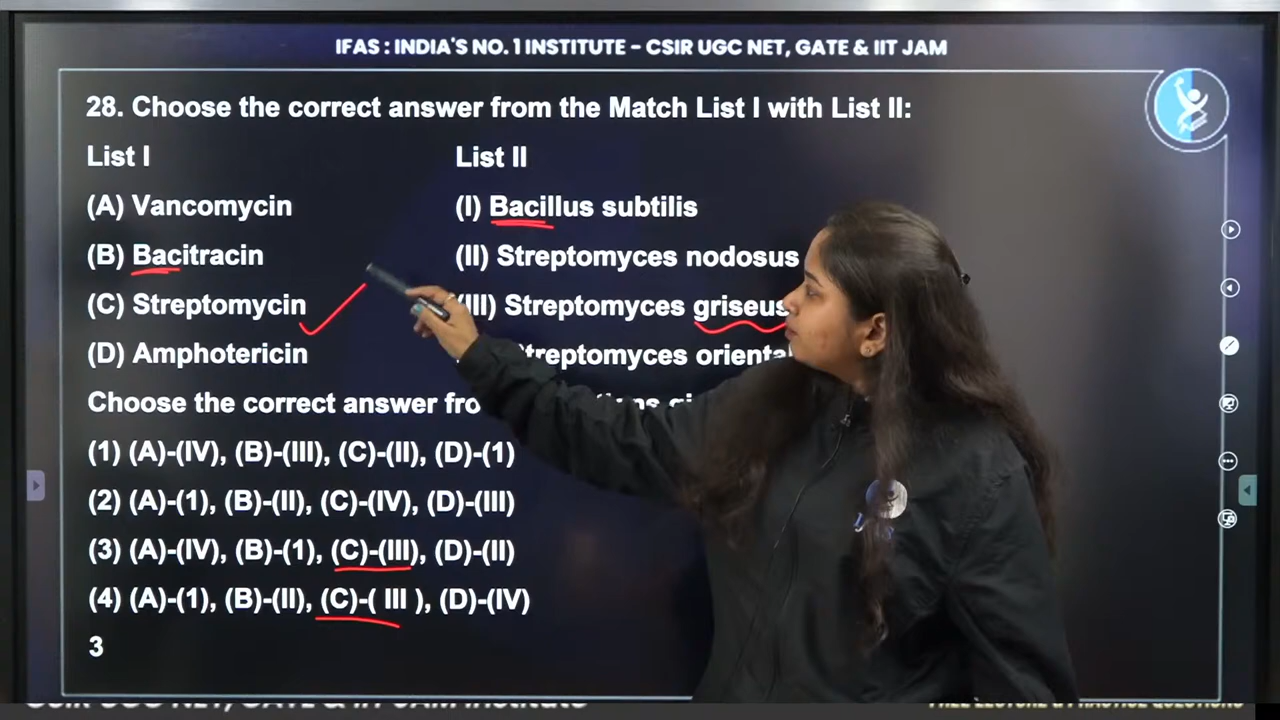 IFAS : INDIA'S NO. 1 INSTITUTE - CSIR UGC NET, GATE & IIT JAM
28. Choose the correct answer from the Match List I with List II:
List I List II
(A) Vancomycin (I) Bacillus subtilis
(B) Bacitracin (II) Streptomyces nodosus
(C) Streptomycin (III) Streptomyces griseus
(D) Amphotericin Streptomyces
Choose the correct answer
(1) (A)-(IV), (B)-(III), (C)-(II), (D)-(1)
(2) (A)-(1), (B)-(II), (C)-(IV), (D)-(III)
(3) (A)-(IV), (B)-(1), (C)-(III), (D)-(II)
(4) (A)-(1), (B)-(II), (C)-( III ), (D)-(IV)
3